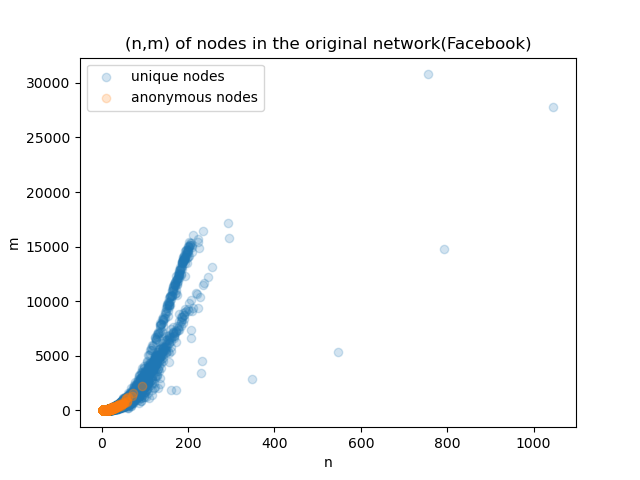 (n,m) of nodes in the original network(Facebook)
unique nodes
anonymous nodes
30000
25000
20000
15000
10000
5000
0
m
0 200 400 600 800 1000
n